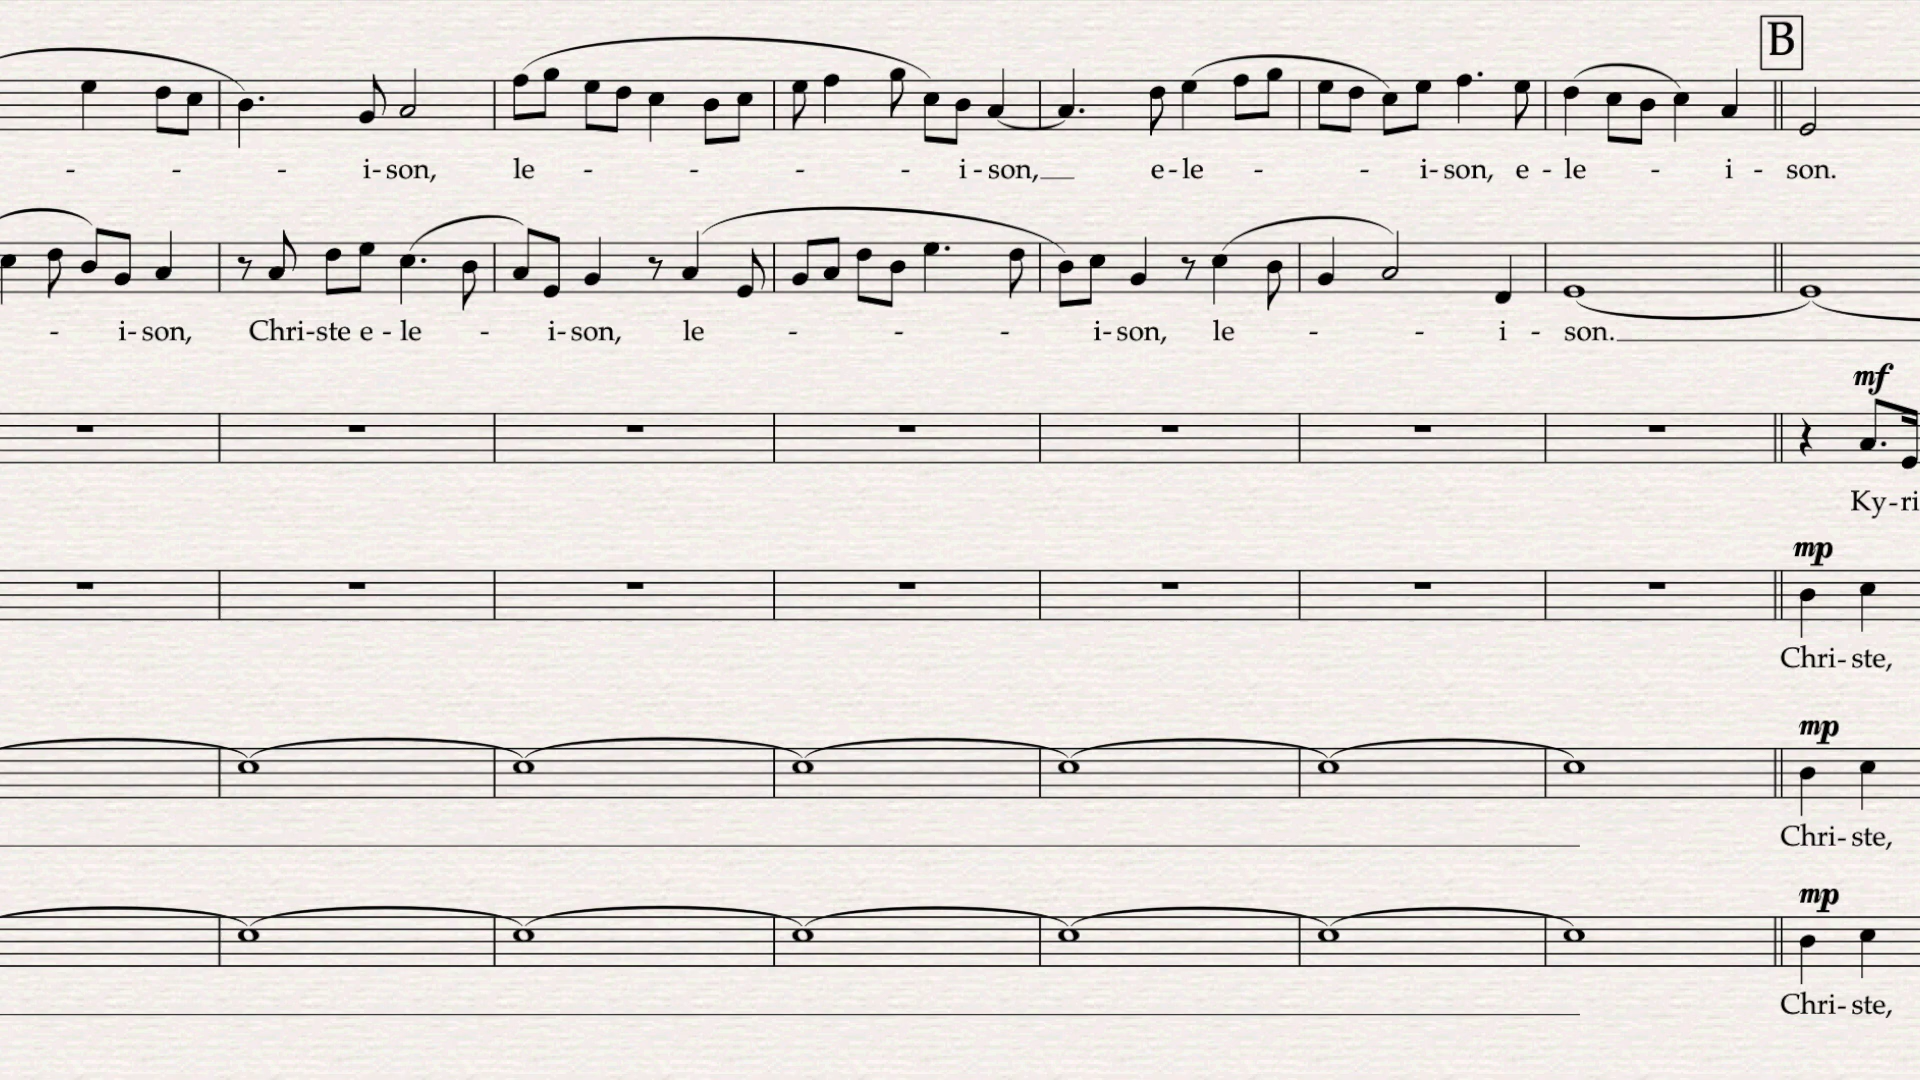 B
- - - i-son, le - - - - i-son, e-le - - i-son, e-le - i - son.
- i-son, Chri-ste e-le - i-son, le - - - i-son, le - - i - son.
mf
Ky-ri
mp
Chri-ste,
mp
Chri-ste,
mp
Chri-ste,